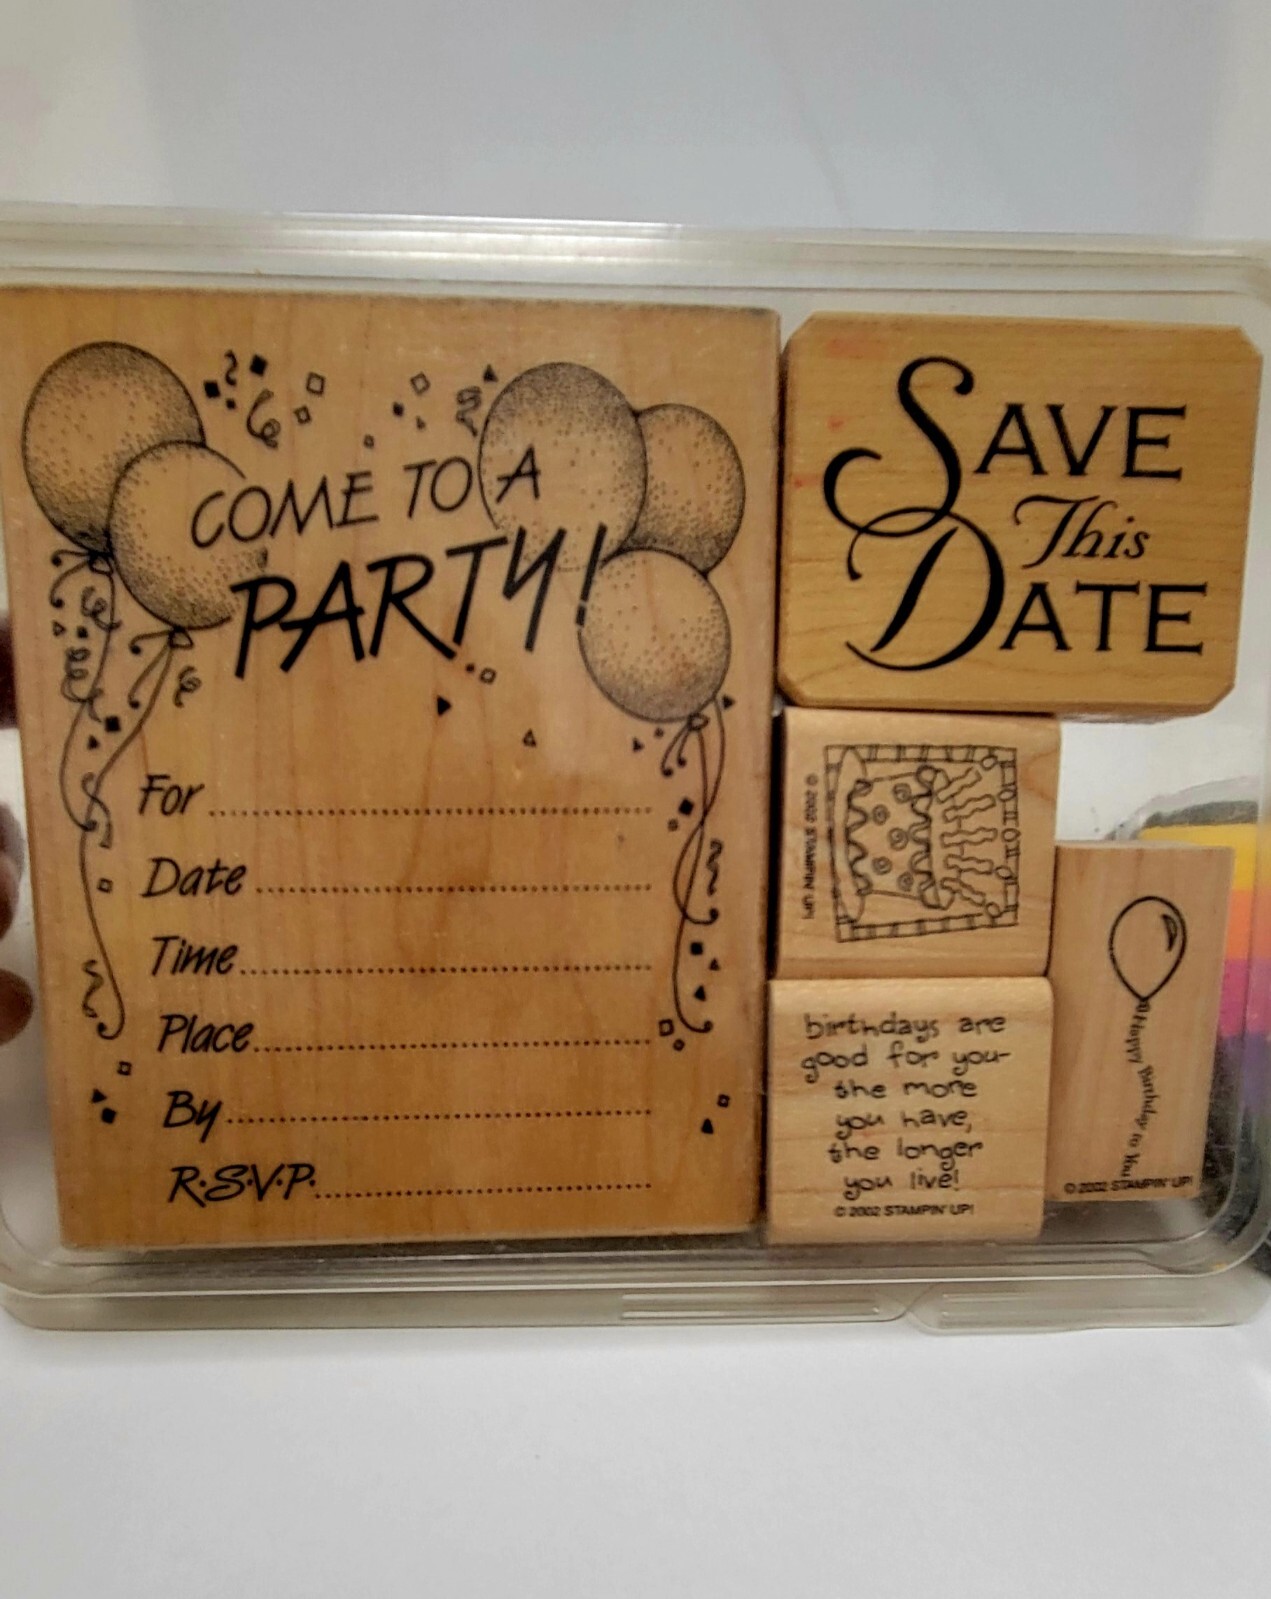 COME TO A
PARTY!
For
Date
Time
Place
By
R.S.V.P.
SAVE
This
DATE
© 2002 STAMPIN' UP!
birthdays are
good for you-
the more
you have,
the longer
you live!
© 2002 STAMPIN' UP!
Happy Birthday to You
© 2002 STAMPIN' UP!